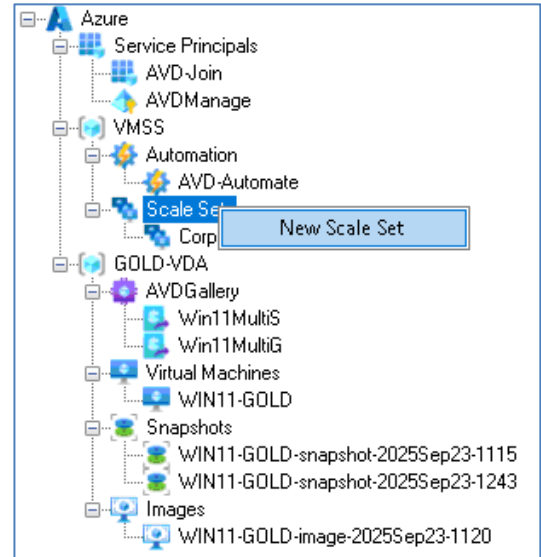 Azure
Service Principals
AVD-Join
AVDManage
VMSS
Automation
AVD-Automate
Scale Set
New Scale Set
Corp
GOLD-VDA
AVDGallery
Win11MultiS
Win11MultiG
Virtual Machines
WIN11-GOLD
Snapshots
WIN11-GOLD-snapshot-2025Sep23-1115
WIN11-GOLD-snapshot-2025Sep23-1243
Images
WIN11-GOLD-image-2025Sep23-1120